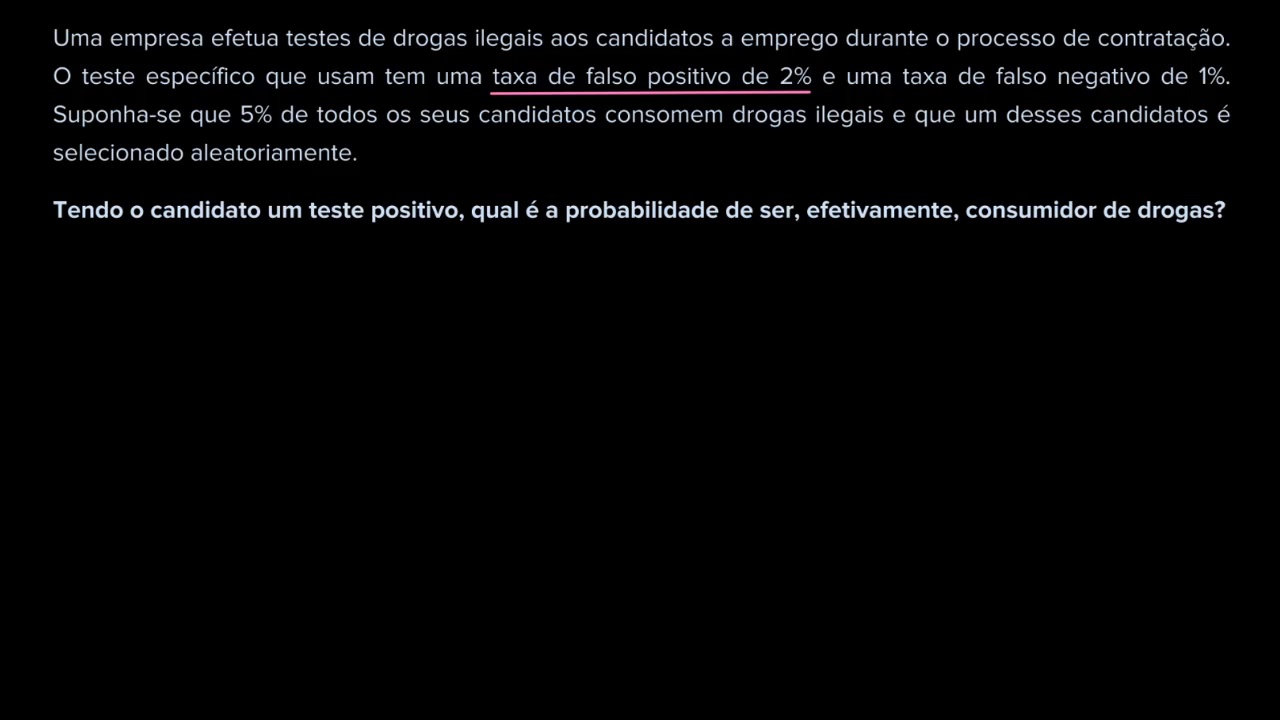 Uma empresa efetua testes de drogas ilegais aos candidatos a emprego durante o processo de contratação.
O teste específico que usam tem uma taxa de falso positivo de 2% e uma taxa de falso negativo de 1%.
Suponha-se que 5% de todos os seus candidatos consomem drogas ilegais e que um desses candidatos é
selecionado aleatoriamente.
Tendo o candidato um teste positivo, qual é a probabilidade de ser, efetivamente, consumidor de drogas?